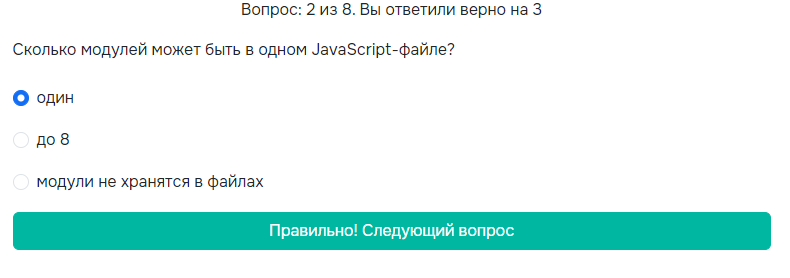 Вопрос: 2 из 8. Вы ответили верно на 3
Сколько модулей может быть в одном JavaScript-файле?
один
до 8
модули не хранятся в файлах
Правильно! Следующий вопрос